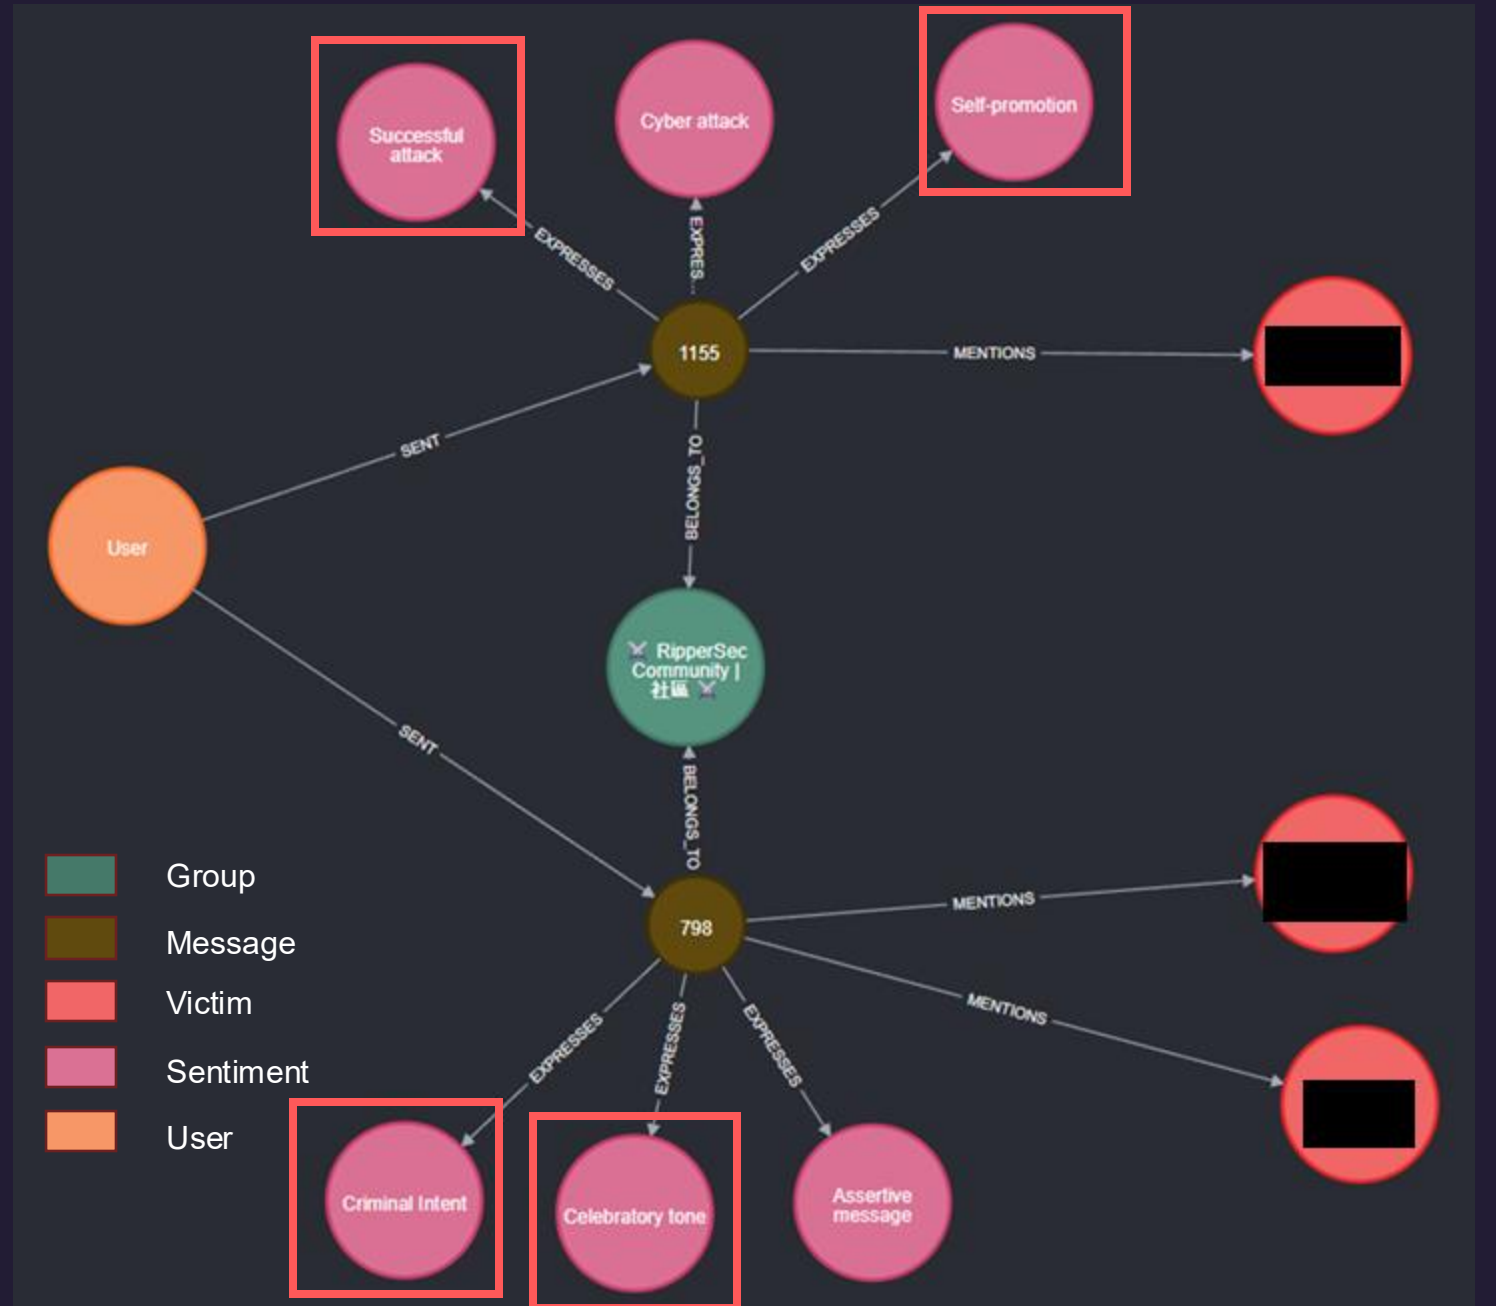 Successful
attack
Cyber attack
Self-promotion
EXPRESSES
EXPRES...
EXPRESSES
1155
MENTIONS
SENT
BELONGS_TO
User
⚔ RipperSec
Community |
社區 ⚔
SENT
BELONGS_TO
798
MENTIONS
MENTIONS
EXPRESSES
EXPRESSES
EXPRESSES
Criminal Intent
Celebratory tone
Assertive
message
Group
Message
Victim
Sentiment
User